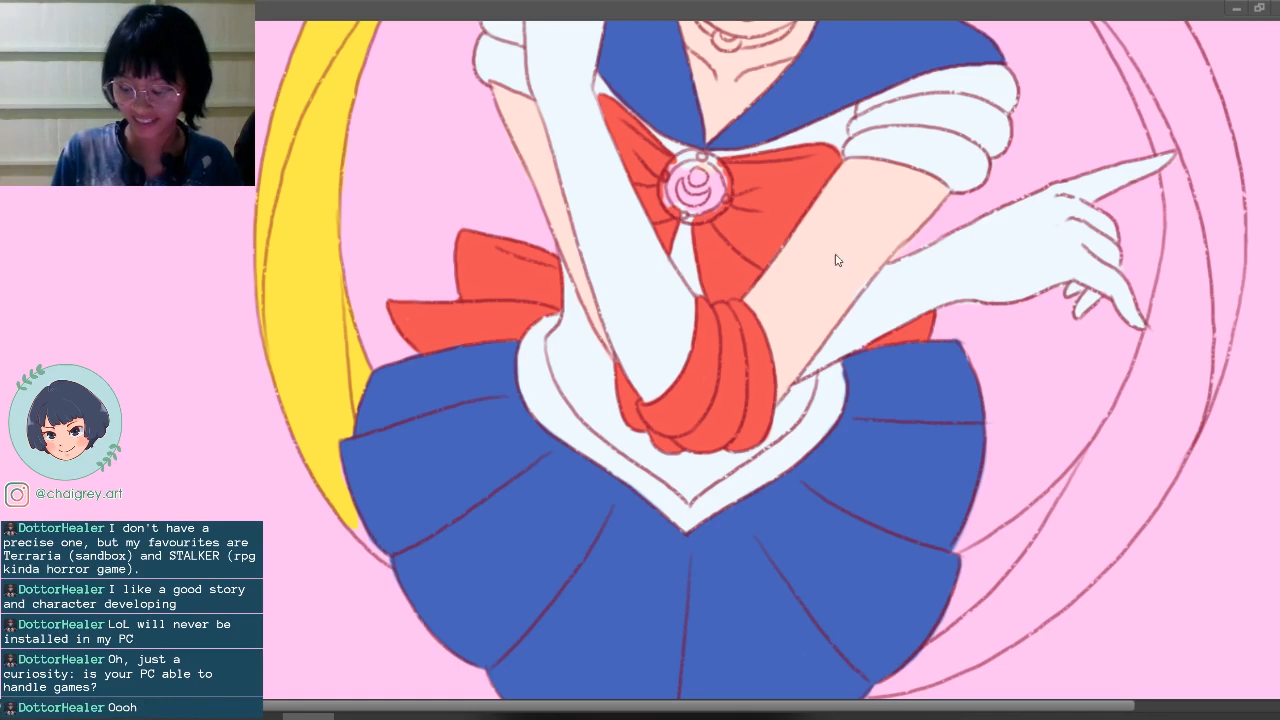 @chaigrey.art
DottorHealer I don't have a
precise one, but my favourites are
Terraria (sandbox) and STALKER (rpg
kinda horror game).
DottorHealer I like a good story
and character developing
DottorHealer LoL will never be
installed in my PC
DottorHealer Oh, just a
curiosity: is your PC able to
handle games?
DottorHealer Oooh